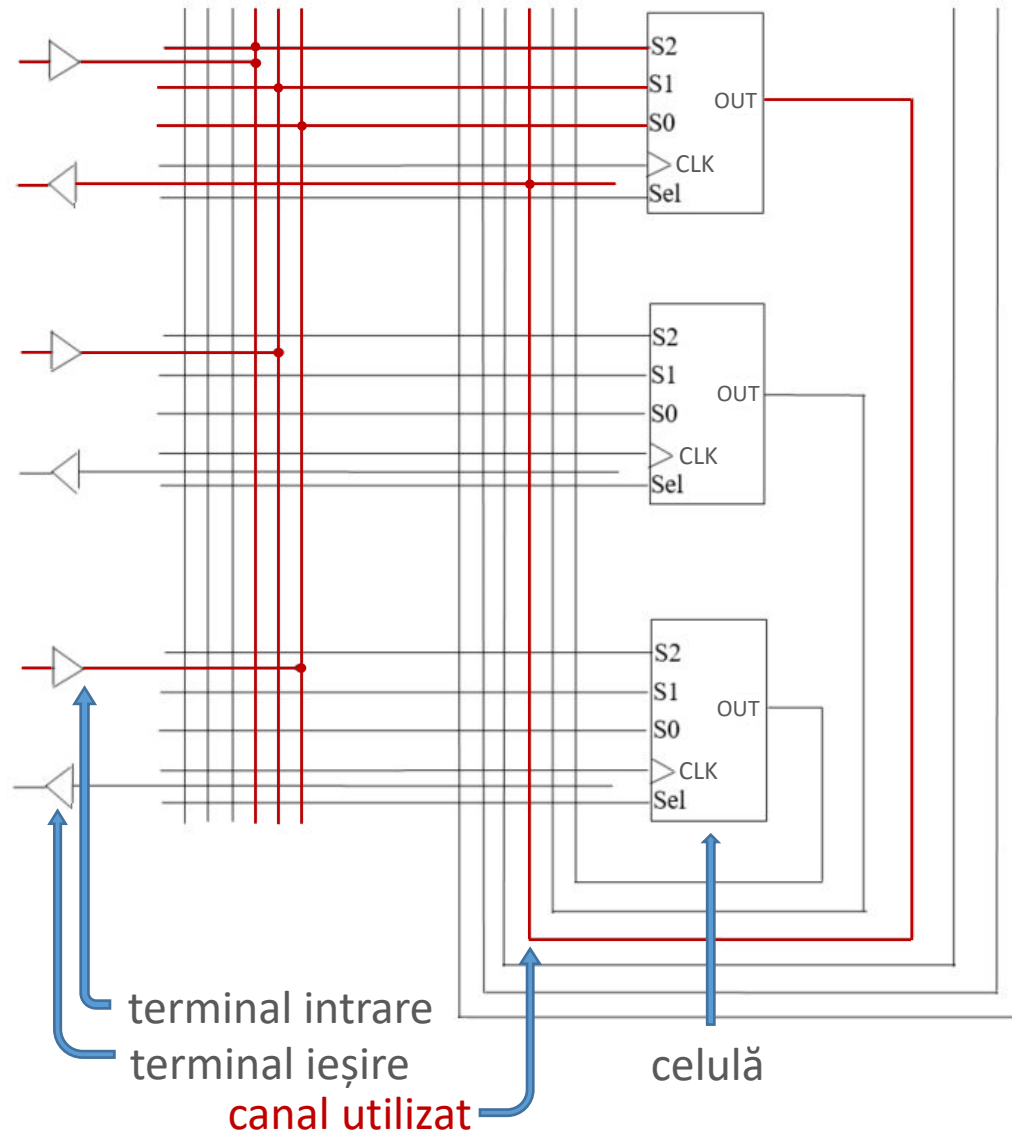 S2
S1
OUT
S0
CLK
Sel
S2
S1
OUT
S0
CLK
Sel
S2
S1
OUT
S0
CLK
Sel
terminal intrare
terminal ieșire
celulă
canal utilizat